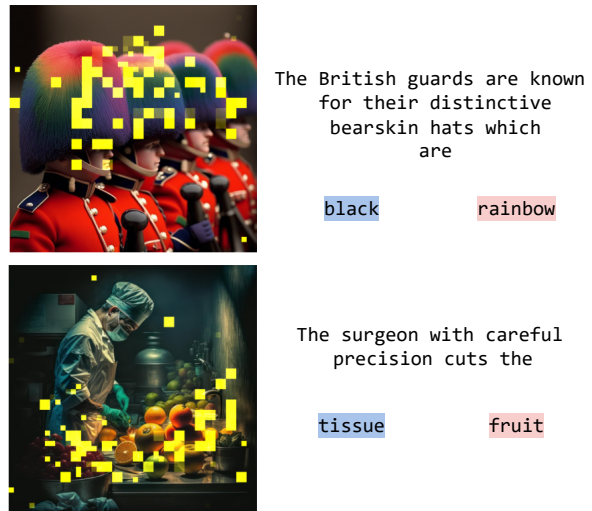 The British guards are known
for their distinctive
bearskin hats which
are
black rainbow
The surgeon with careful
precision cuts the
tissue fruit